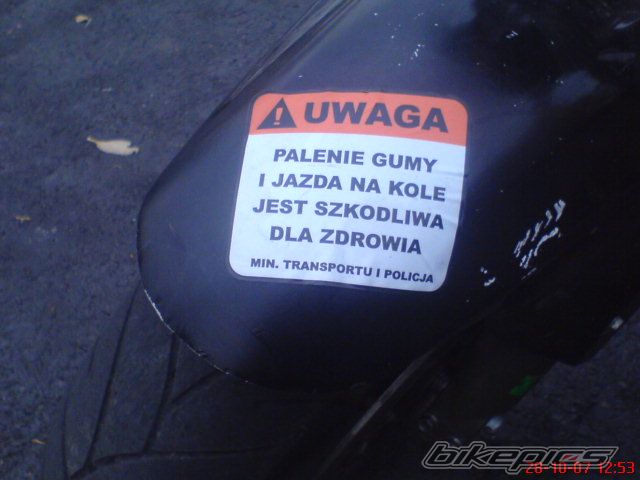 UWAGA
PALENIE GUMY
I JAZDA NA KOLE
JEST SZKODLIWA
DLA ZDROWIA
MIN. TRANSPORTU I POLICJA
bikepics
28-10-07 12:53